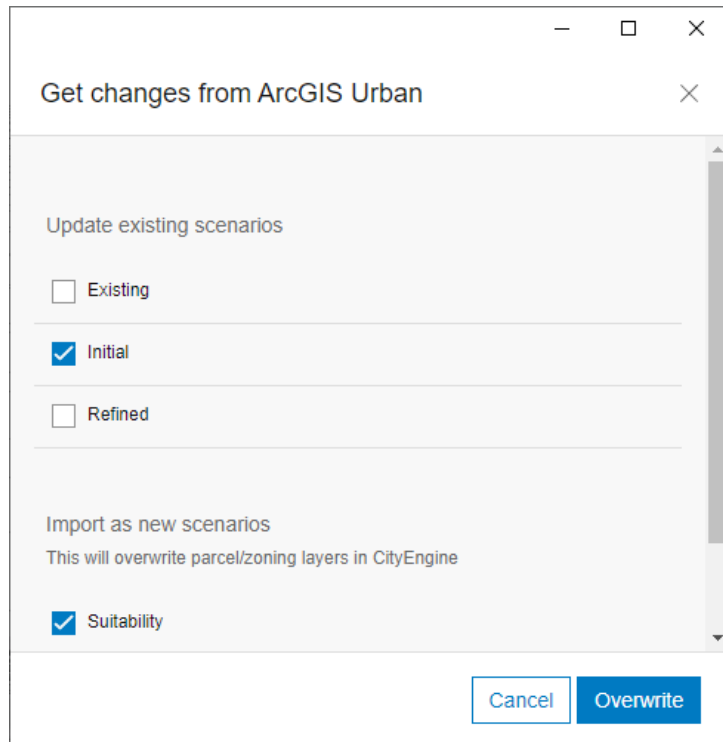 Get changes from ArcGIS Urban
Update existing scenarios
Existing
Initial
Refined
Import as new scenarios
This will overwrite parcel/zoning layers in CityEngine
Suitability
Cancel
Overwrite